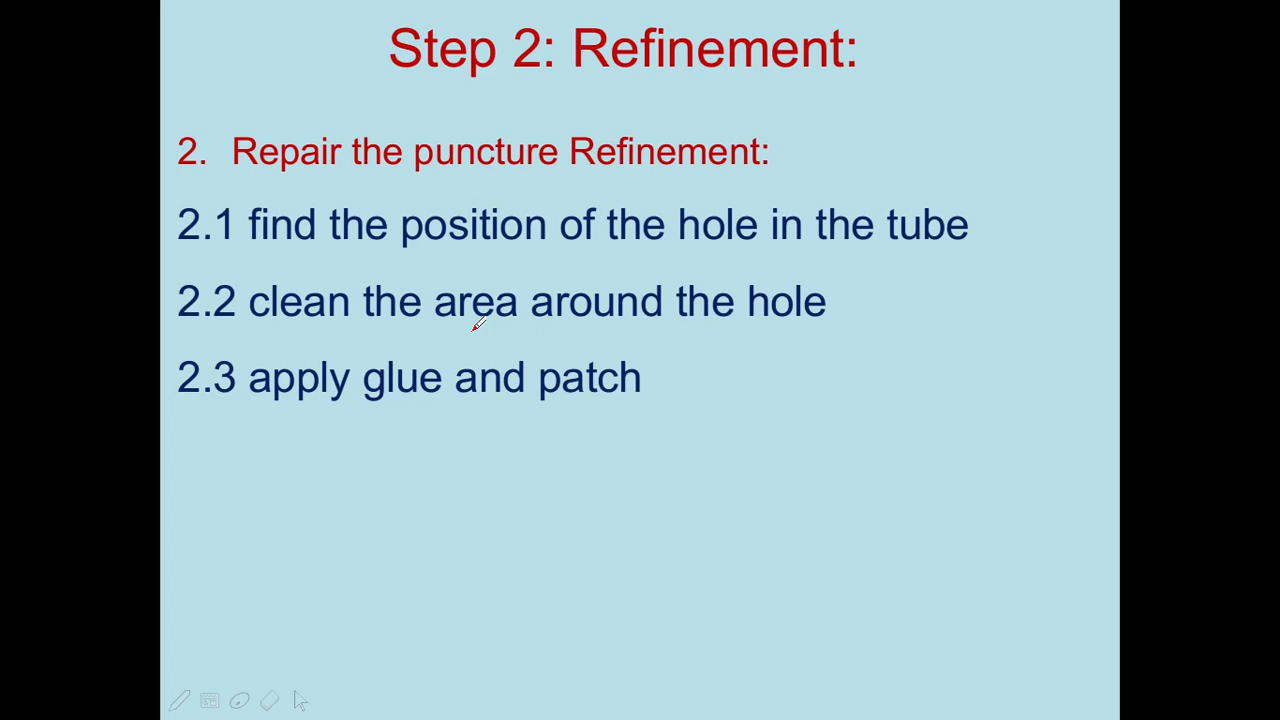 Step 2: Refinement:
2. Repair the puncture Refinement:
2.1 find the position of the hole in the tube
2.2 clean the area around the hole
2.3 apply glue and patch